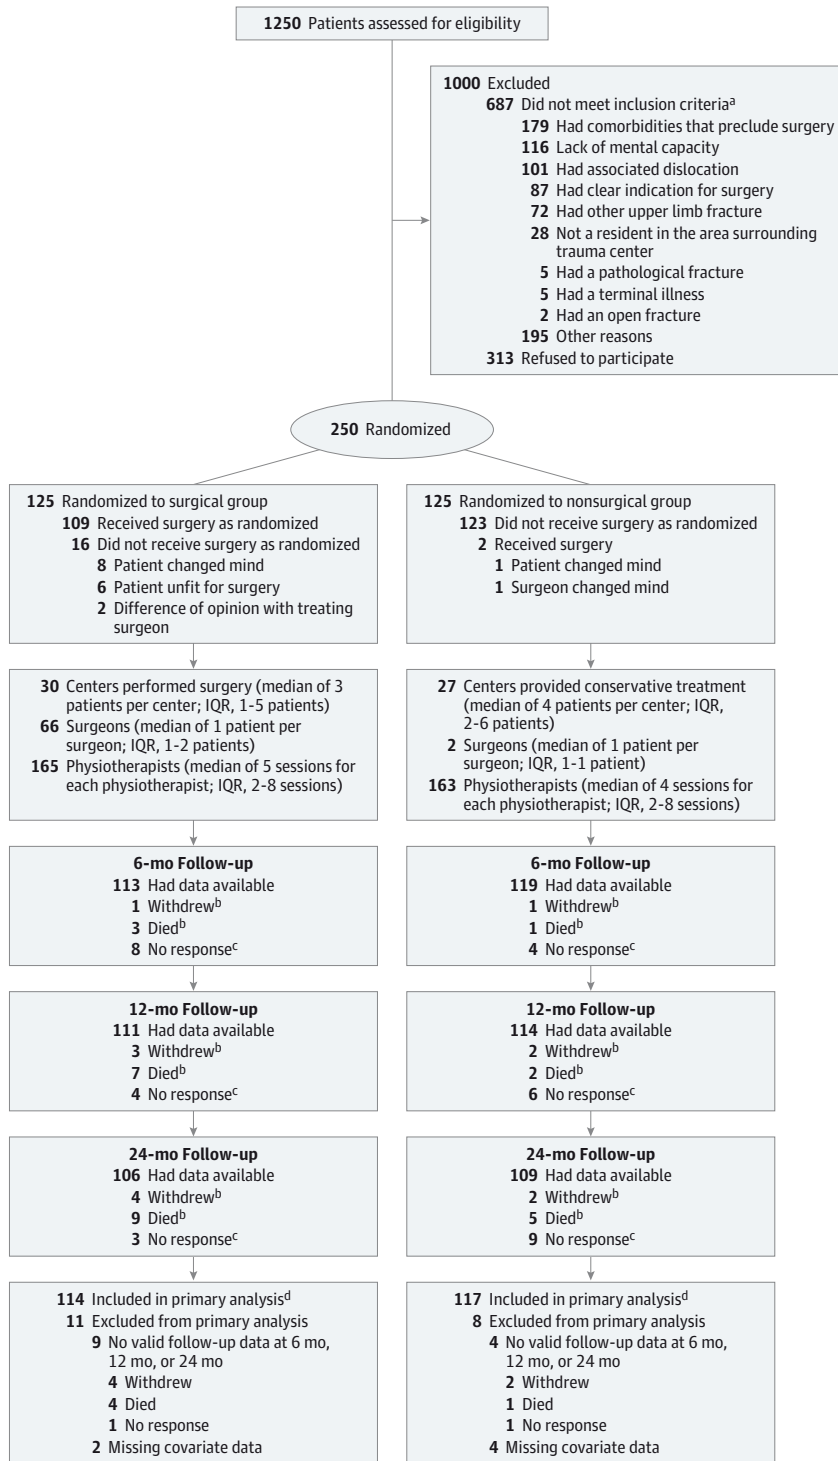 1250 Patients assessed for eligibility
1000 Excluded
687 Did not meet inclusion criteriaa
179 Had comorbidities that preclude surgery
116 Lack of mental capacity
101 Had associated dislocation
87 Had clear indication for surgery
72 Had other upper limb fracture
28 Not a resident in the area surrounding
trauma center
5 Had a pathological fracture
5 Had a terminal illness
2 Had an open fracture
195 Other reasons
313 Refused to participate
250 Randomized
125 Randomized to surgical group
109 Received surgery as randomized
16 Did not receive surgery as randomized
8 Patient changed mind
6 Patient unfit for surgery
2 Difference of opinion with treating
surgeon
125 Randomized to nonsurgical group
123 Did not receive surgery as randomized
2 Received surgery
1 Patient changed mind
1 Surgeon changed mind
30 Centers performed surgery (median of 3
patients per center; IQR, 1-5 patients)
66 Surgeons (median of 1 patient per
surgeon; IQR, 1-2 patients)
165 Physiotherapists (median of 5 sessions for
each physiotherapist; IQR, 2-8 sessions)
27 Centers provided conservative treatment
(median of 4 patients per center; IQR,
2-6 patients)
2 Surgeons (median of 1 patient per
surgeon; IQR, 1-1 patient)
163 Physiotherapists (median of 4 sessions for
each physiotherapist; IQR, 2-8 sessions)
6-mo Follow-up
113 Had data available
1 Withdrewb
3 Diedb
8 No responsec
6-mo Follow-up
119 Had data available
1 Withdrewb
1 Diedb
4 No responsec
12-mo Follow-up
111 Had data available
3 Withdrewb
7 Diedb
4 No responsec
12-mo Follow-up
114 Had data available
2 Withdrewb
2 Diedb
6 No responsec
24-mo Follow-up
106 Had data available
4 Withdrewb
9 Diedb
3 No responsec
24-mo Follow-up
109 Had data available
2 Withdrewb
5 Diedb
9 No responsec
114 Included in primary analysisd
11 Excluded from primary analysis
9 No valid follow-up data at 6 mo,
12 mo, or 24 mo
4 Withdrew
4 Died
1 No response
2 Missing covariate data
117 Included in primary analysisd
8 Excluded from primary analysis
4 No valid follow-up data at 6 mo,
12 mo, or 24 mo
2 Withdrew
1 Died
1 No response
4 Missing covariate data